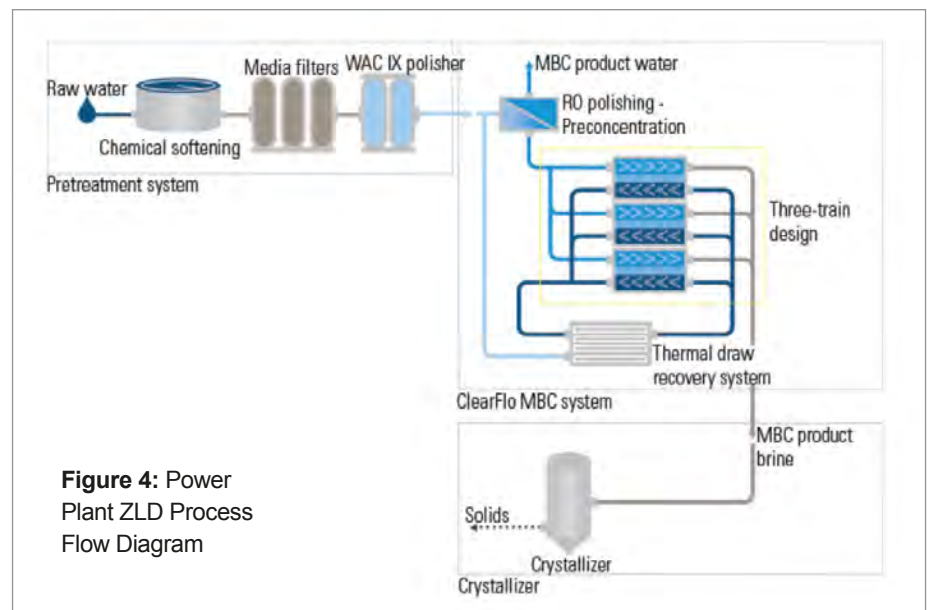 Raw water
Chemical softening
Media filters
WAC IX polisher
Pretreatment system
MBC product water
RO polishing -
Preconcentration
Three-train
design
Thermal draw
recovery system
ClearFlo MBC system
MBC product
brine
Solids
Crystallizer
Crystallizer
Figure 4: Power
Plant ZLD Process
Flow Diagram